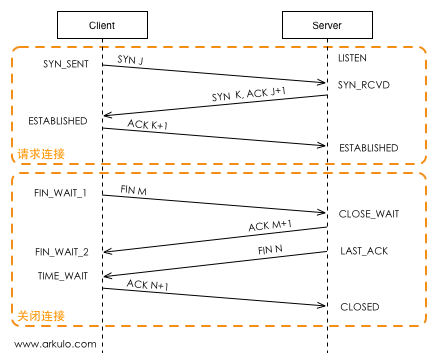 Client
Server
SYN_SENT
SYN J
LISTEN
SYN_RCVD
SYN K, ACK J+1
ESTABLISHED
ACK K+1
ESTABLISHED
请求连接
FIN_WAIT_1
FIN M
CLOSE_WAIT
ACK M+1
FIN_WAIT_2
FIN N
LAST_ACK
TIME_WAIT
ACK N+1
CLOSED
关闭连接
www.arkulo.com